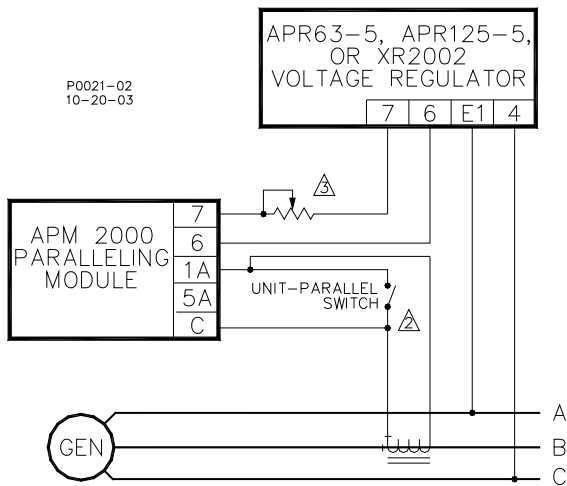 APR63-5, APR125-5,
OR XR2002
VOLTAGE REGULATOR
7 6 E1 4
P0021-02
10-20-03
3
APM 2000
PARALLELING
MODULE
7
6
1A
5A
C
UNIT-PARALLEL
SWITCH
2
GEN
A
B
C